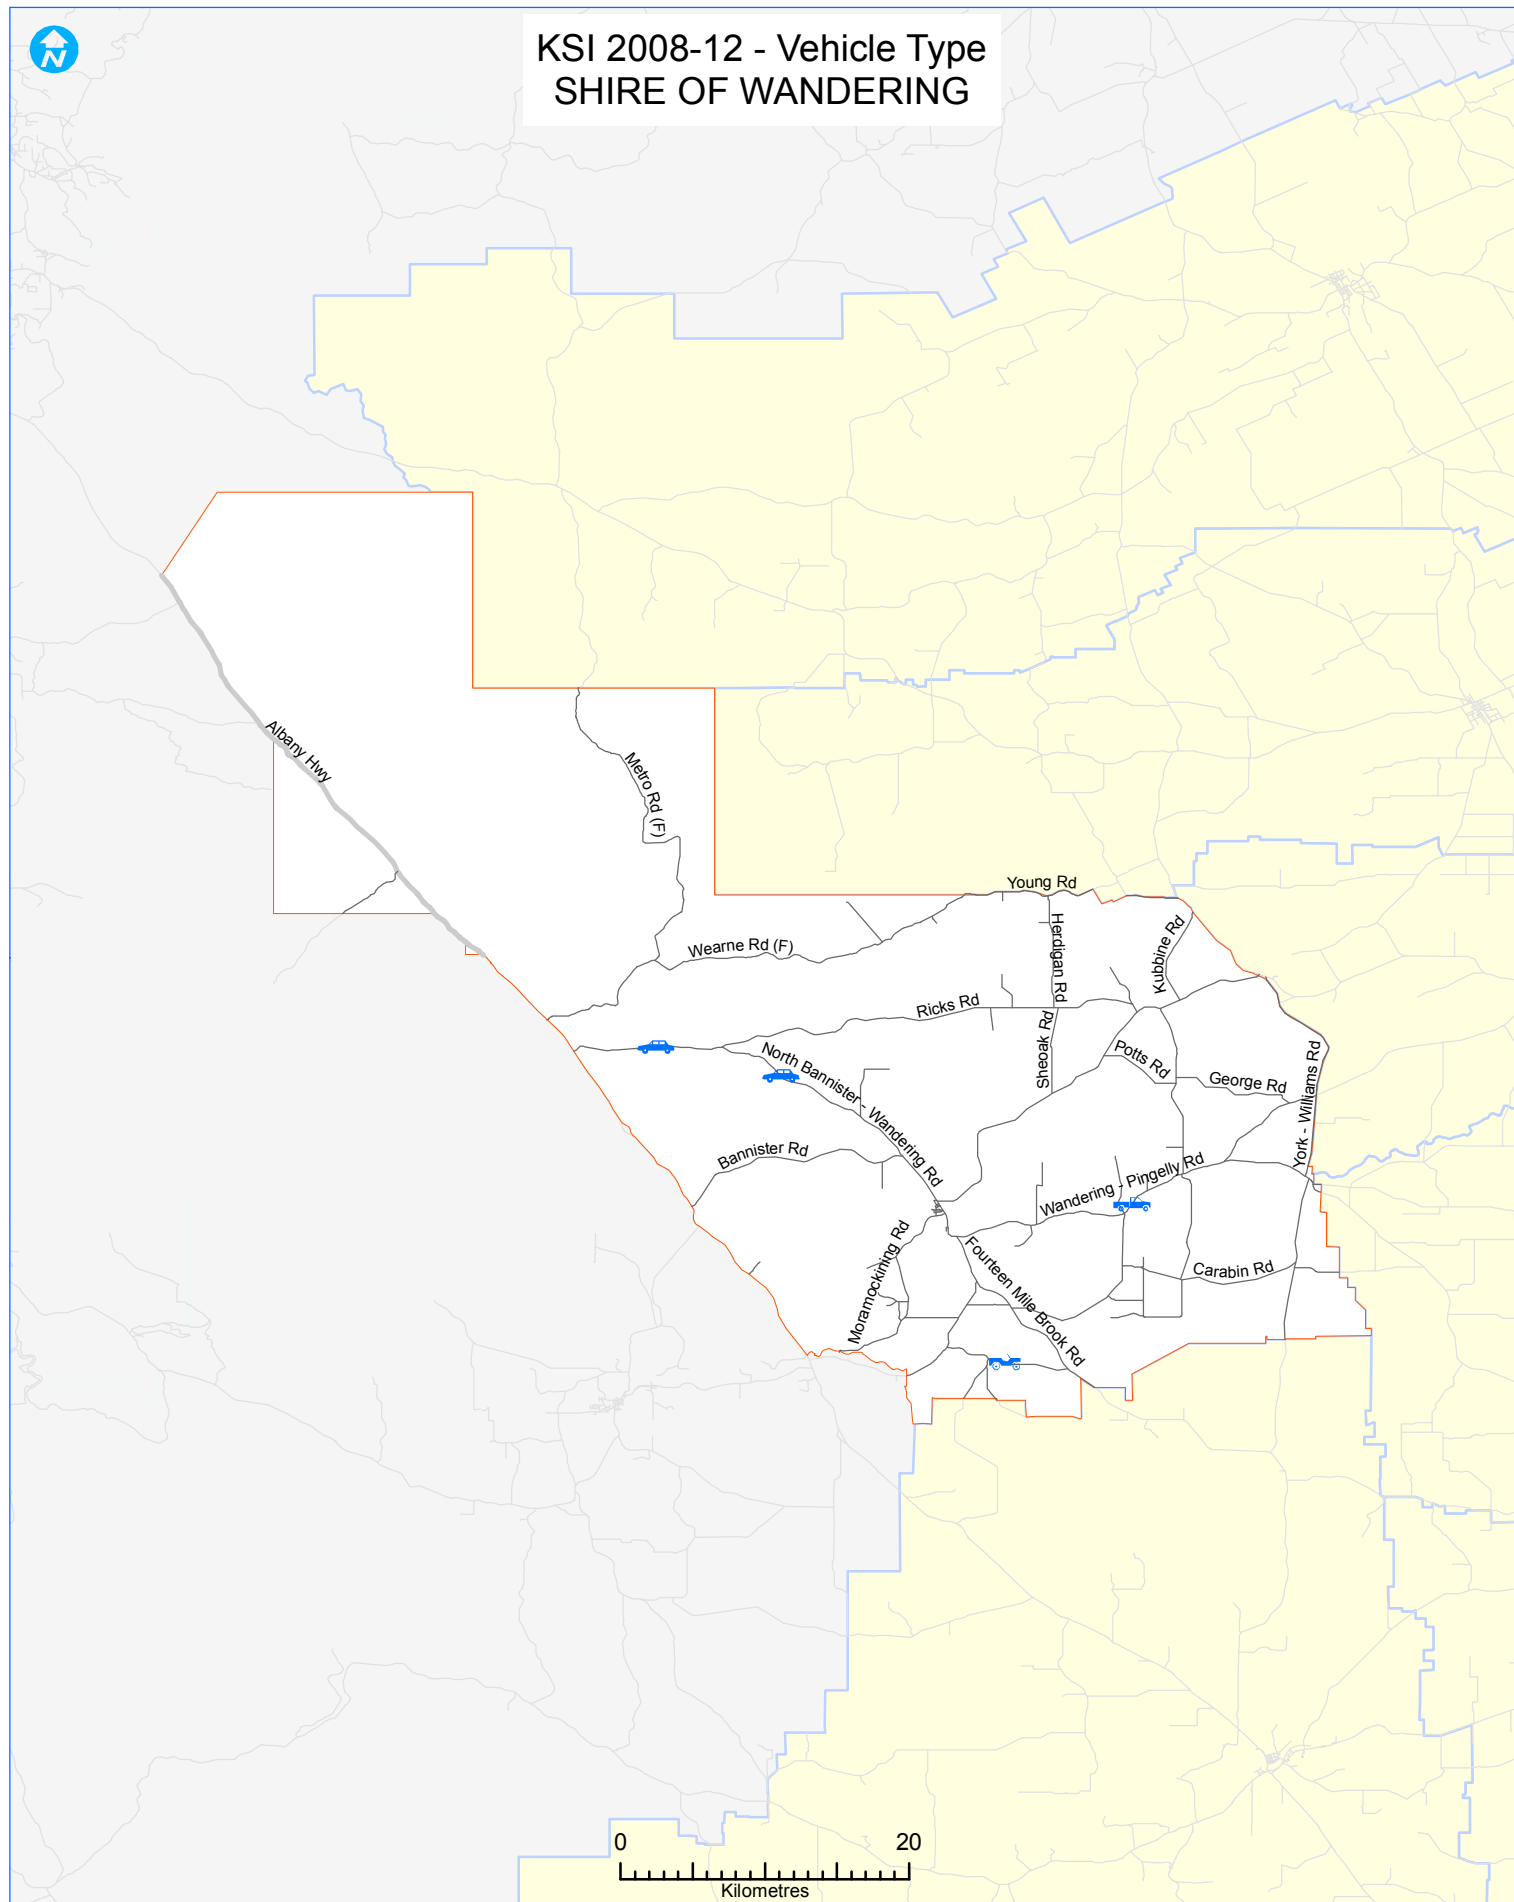 N
KSI 2008-12 - Vehicle Type
SHIRE OF WANDERING
Albany Hwy
Metro Rd (F)
Young Rd
Wearne Rd (F)
Herdigan Rd
Kubbine Rd
Ricks Rd
Sheoak Rd
Potts Rd
George Rd
York - Williams Rd
North Bannister - Wandering Rd
Bannister Rd
Wandering - Pingelly Rd
Moramockining Rd
Fourteen Mile Brook Rd
Carabin Rd
0 20
Kilometres